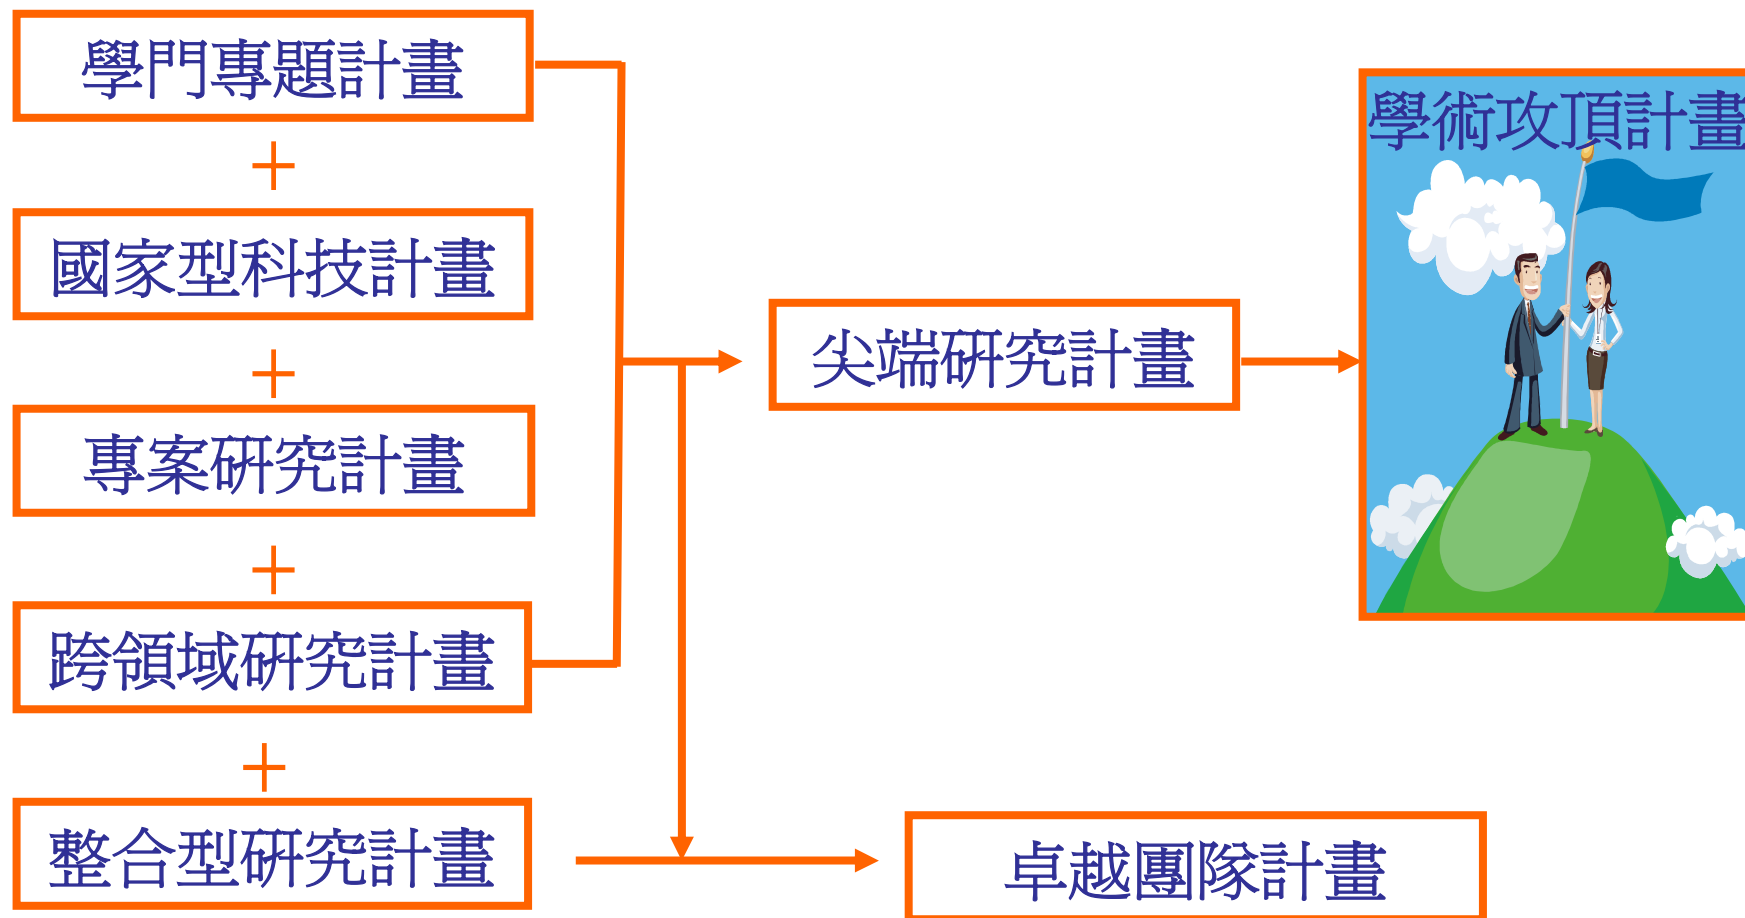 學門專題計畫
+
國家型科技計畫
+
專案研究計畫
+
跨領域研究計畫
+
整合型研究計畫
尖端研究計畫
卓越團隊計畫
學術攻頂計畫